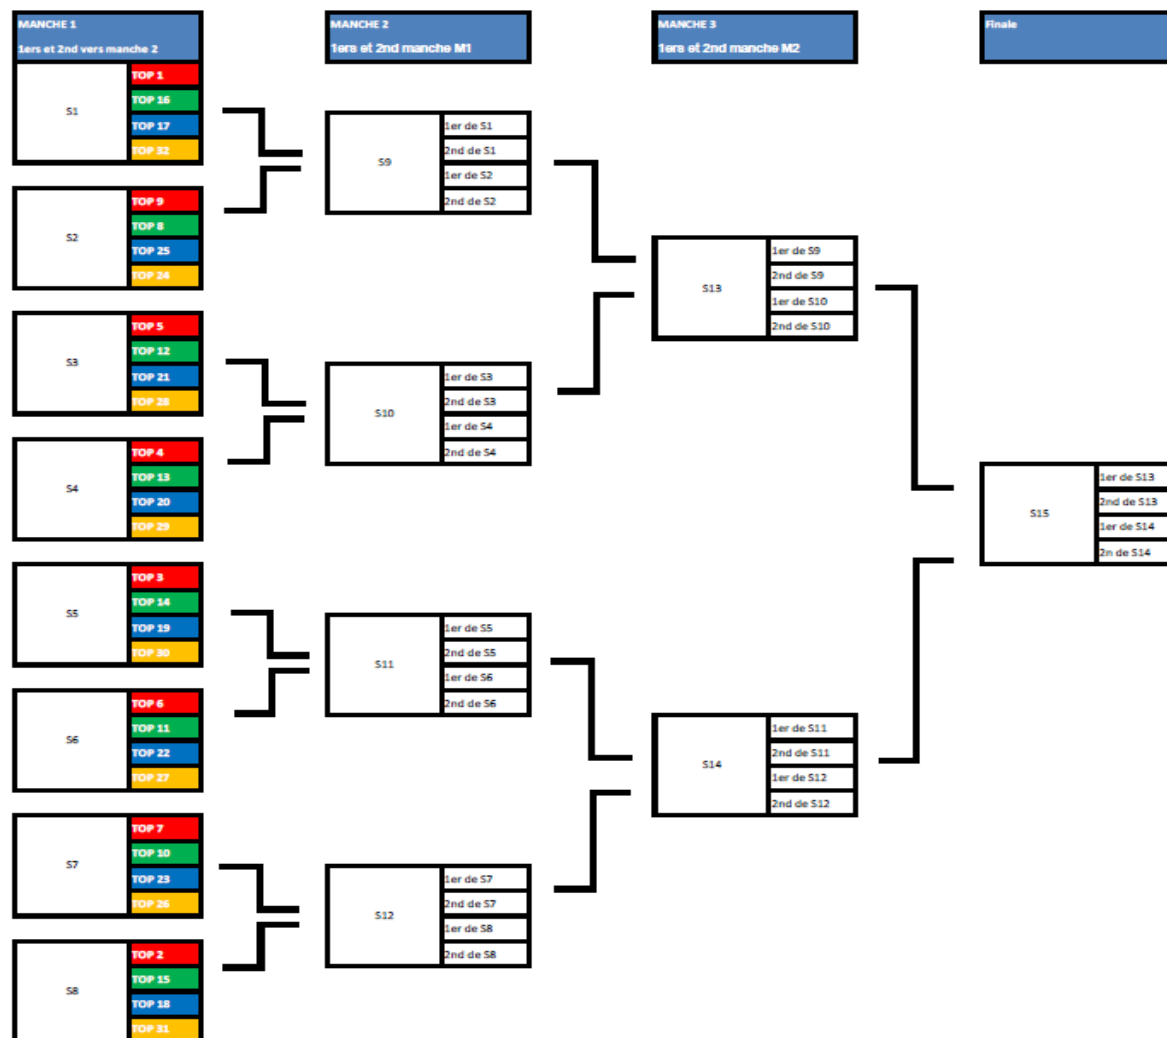 MANCHE 1
1ers et 2nd vers manche 2
S1
TOP 1
TOP 16
TOP 17
TOP 32
S2
TOP 9
TOP 8
TOP 25
TOP 24
S3
TOP 5
TOP 12
TOP 21
TOP 28
S4
TOP 4
TOP 13
TOP 20
TOP 29
S5
TOP 3
TOP 14
TOP 19
TOP 30
S6
TOP 6
TOP 11
TOP 22
TOP 27
S7
TOP 7
TOP 10
TOP 23
TOP 26
S8
TOP 2
TOP 15
TOP 18
TOP 31
MANCHE 2
1ers et 2nd manche M1
S9
1er de S1
2nd de S1
1er de S2
2nd de S2
S10
1er de S3
2nd de S3
1er de S4
2nd de S4
S11
1er de S5
2nd de S5
1er de S6
2nd de S6
S12
1er de S7
2nd de S7
1er de S8
2nd de S8
MANCHE 3
1ers et 2nd manche M2
S13
1er de S9
2nd de S9
1er de S10
2nd de S10
S14
1er de S11
2nd de S11
1er de S12
2nd de S12
Finale
S15
1er de S13
2nd de S13
1er de S14
2n de S14